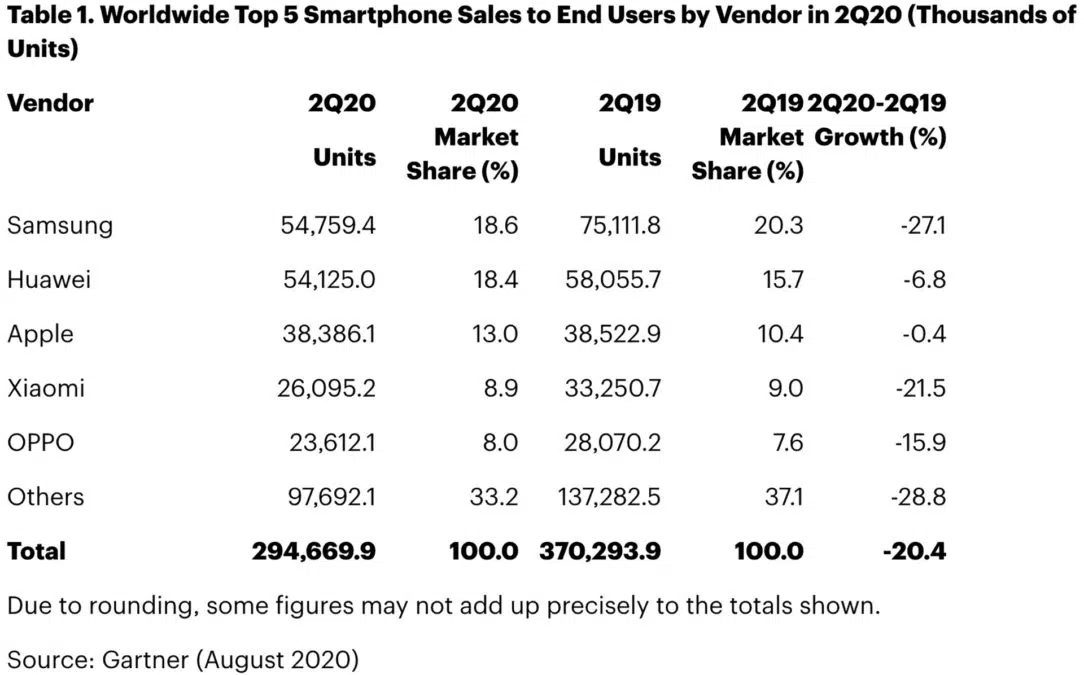 Table 1. Worldwide Top 5 Smartphone Sales to End Users by Vendor in 2Q20 (Thousands of
Units)
Vendor 2Q20 2Q20 2Q19 2Q19 2Q20-2Q19
Market Market Growth (%)
Units Units
Share (%) Share (%)
Samsung 54,759.4 18.6 75,111.8 20.3 -27.1
Huawei 54,125.0 18.4 58,055.7 15.7 -6.8
Apple 38,386.1 13.0 38,522.9 10.4 -0.4
Xiaomi 26,095.2 8.9 33,250.7 9.0 -21.5
OPPO 23,612.1 8.0 28,070.2 7.6 -15.9
Others 97,692.1 33.2 137,282.5 37.1 -28.8
Total 294,669.9 100.0 370,293.9 100.0 -20.4
Due to rounding, some figures may not add up precisely to the totals shown.
Source: Gartner (August 2020)